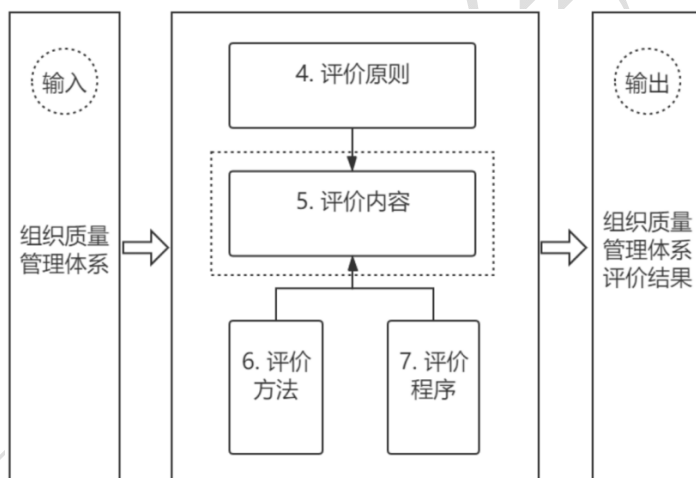 输入
组织质量
管理体系
4. 评价原则
5. 评价内容
6. 评价
方法
7. 评价
程序
输出
组织质量
管理体系
评价结果